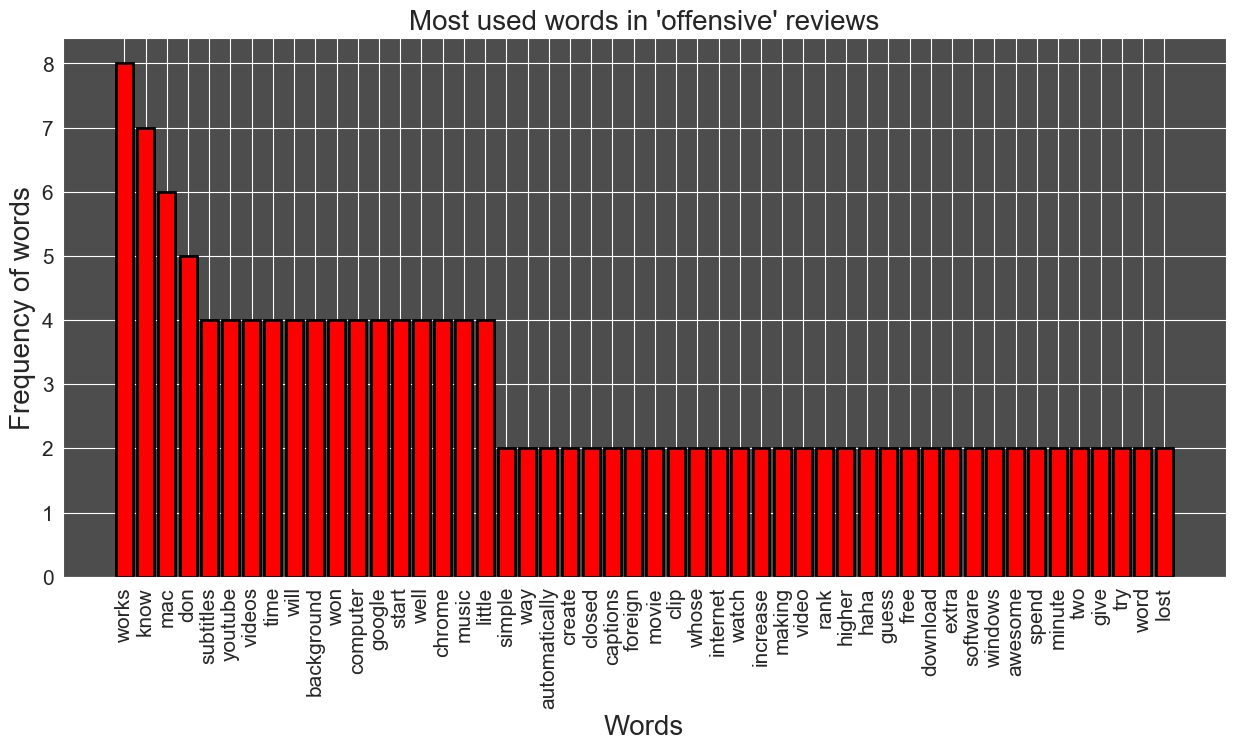 Most used words in 'offensive' reviews
Frequency of words
8
7
6
5
4
3
2
1
0
works
know
mac
don
subtitles
youtube
videos
time
will
background
won
computer
google
start
well
chrome
music
little
simple
way
automatically
create
closed
captions
foreign
movie
clip
whose
internet
watch
increase
making
video
rank
higher
haha
guess
free
download
extra
software
windows
awesome
spend
minute
two
give
try
word
lost
Words